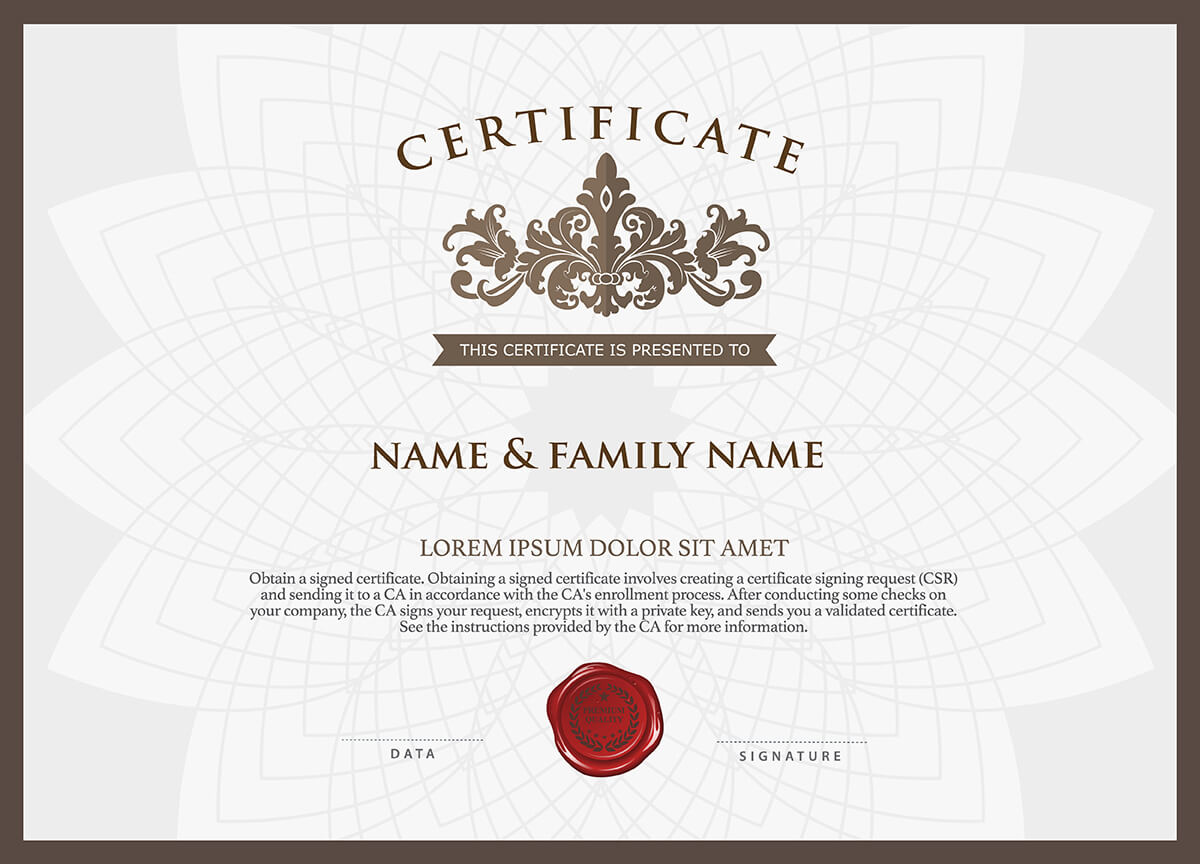 CERTIFICATE
THIS CERTIFICATE IS PRESENTED TO
NAME & FAMILY NAME
LOREM IPSUM DOLOR SIT AMET
Obtain a signed certificate. Obtaining a signed certificate involves creating a certificate signing request (CSR)
and sending it to a CA in accordance with the CA's enrollment process. After conducting some checks on
your company, the CA signs your request, encrypts it with a private key, and sends you a validated certificate.
See the instructions provided by the CA for more information.
PREMIUM
QUALITY
DATA
SIGNATURE